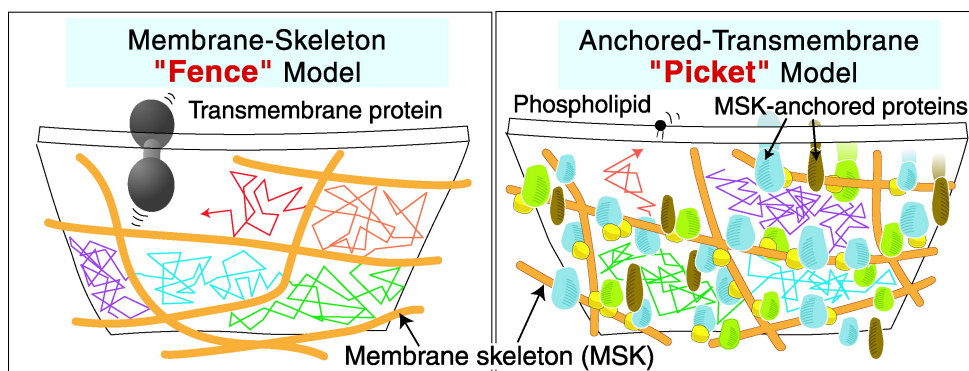 Membrane-Skeleton
"Fence" Model
Transmembrane protein
Anchored-Transmembrane
"Picket" Model
Phospholipid
MSK-anchored proteins
Membrane skeleton (MSK)